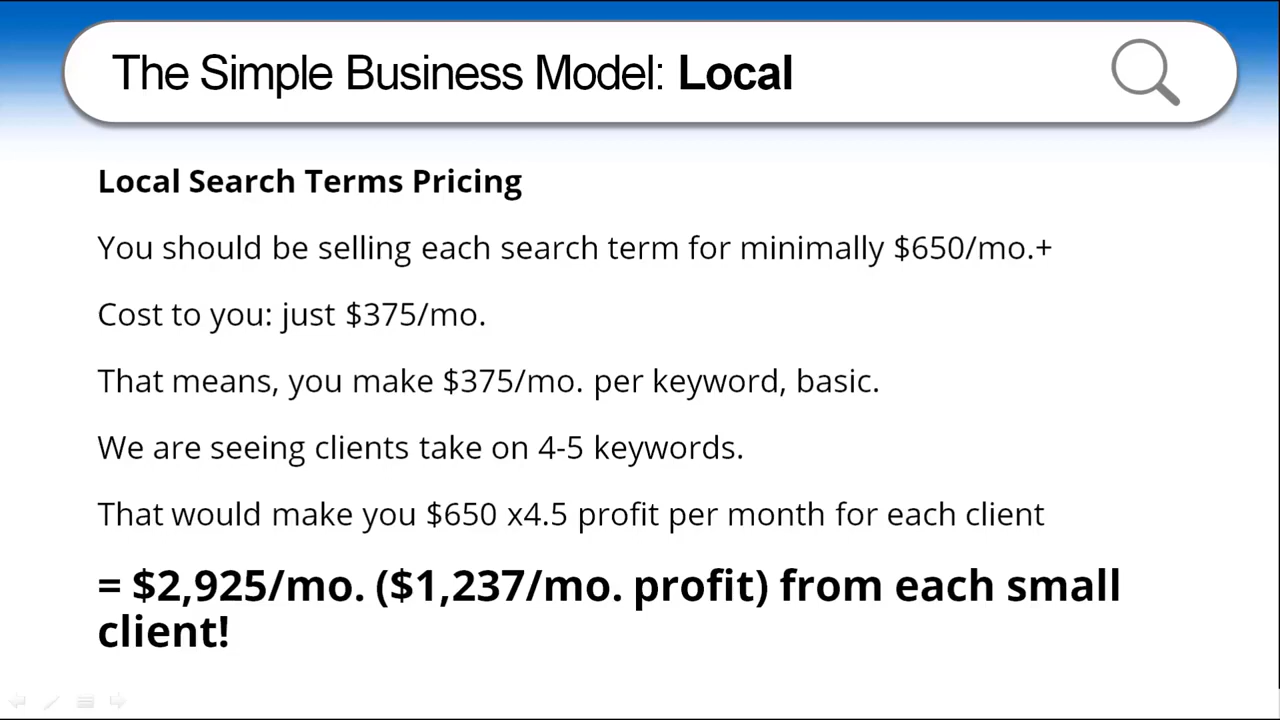 The Simple Business Model: Local
Local Search Terms Pricing
You should be selling each search term for minimally $650/mo.+
Cost to you: just $375/mo.
That means, you make $375/mo. per keyword, basic.
We are seeing clients take on 4-5 keywords.
That would make you $650 x4.5 profit per month for each client
= $2,925/mo. ($1,237/mo. profit) from each small
client!